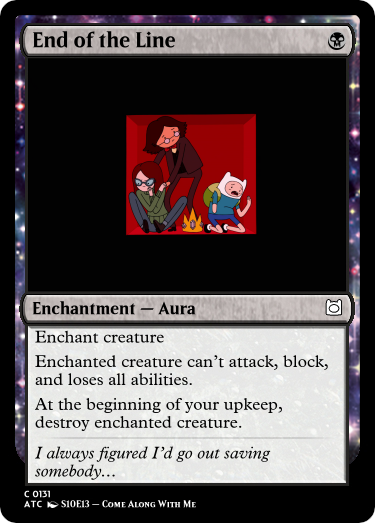 End of the Line
Enchantment — Aura
Enchant creature
Enchanted creature can't attack, block,
and loses all abilities.
At the beginning of your upkeep,
destroy enchanted creature.
I always figured I'd go out saving
somebody…
C 0131
ATC S10E13 — Come Along With Me